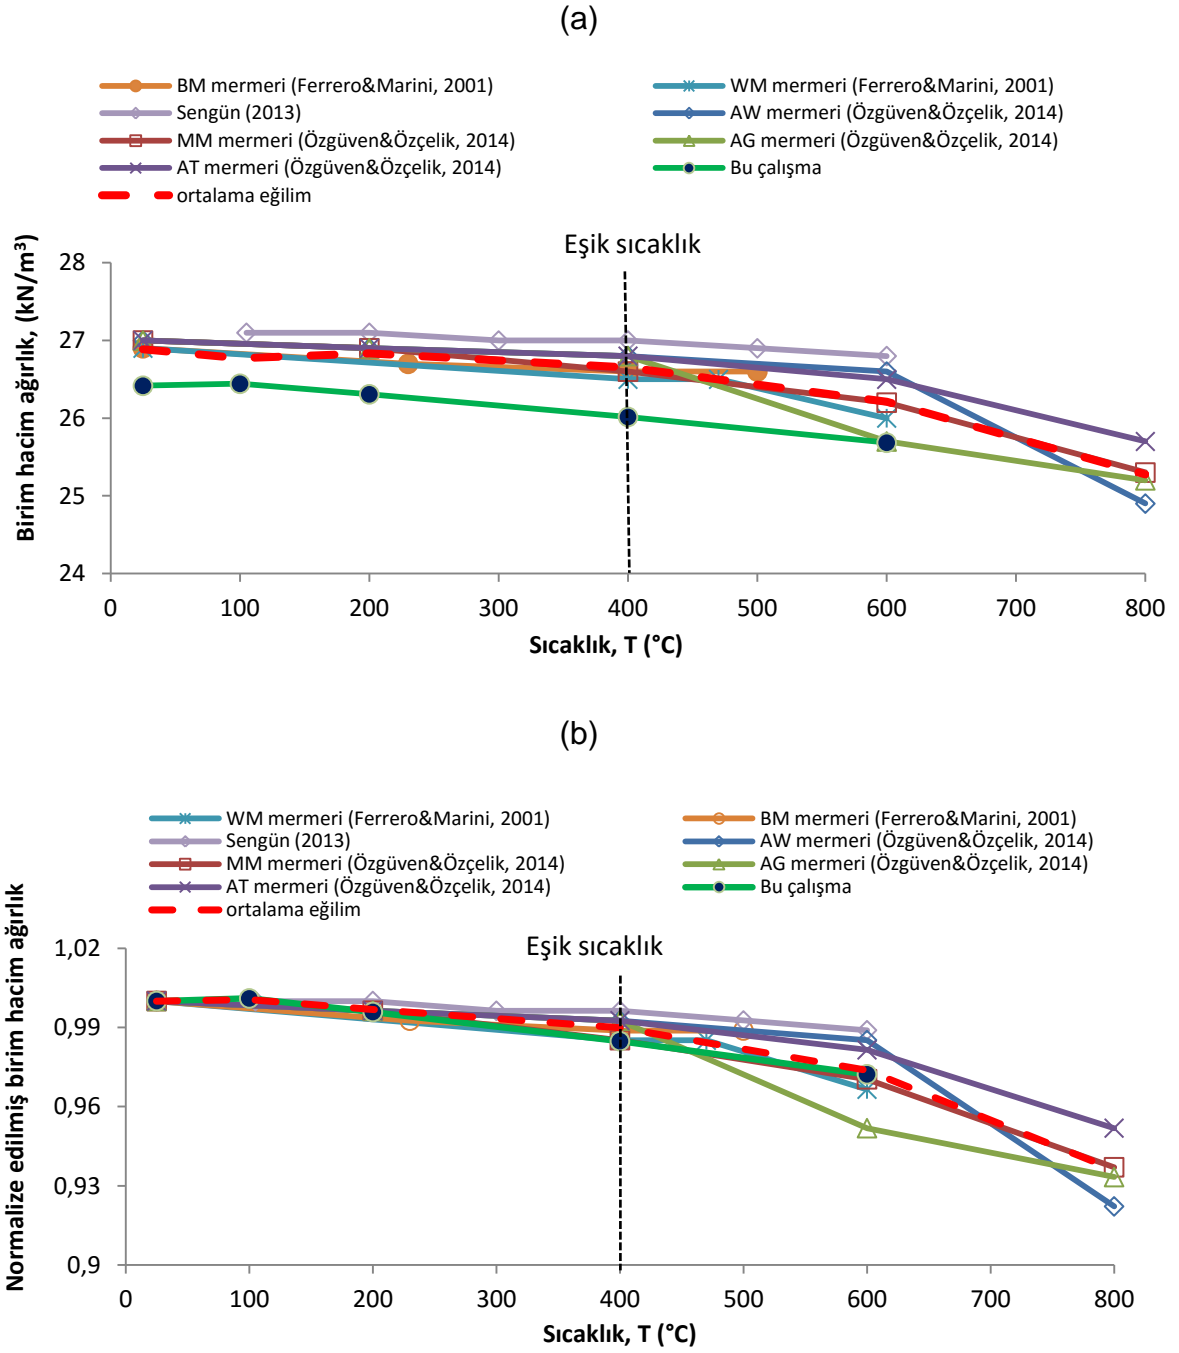 (a)
BM mermeri (Ferrero&Marini, 2001)
WM mermeri (Ferrero&Marini, 2001)
Sengün (2013)
AW mermeri (Özgüven&Özçelik, 2014)
MM mermeri (Özgüven&Özçelik, 2014)
AG mermeri (Özgüven&Özçelik, 2014)
AT mermeri (Özgüven&Özçelik, 2014)
Bu çalışma
ortalama eğilim
Eşik sıcaklık
Birim hacim ağırlık, (kN/m³)
28
27
26
25
24
0 100 200 300 400 500 600 700 800
Sıcaklık, T (°C)
(b)
WM mermeri (Ferrero&Marini, 2001)
BM mermeri (Ferrero&Marini, 2001)
Sengün (2013)
AW mermeri (Özgüven&Özçelik, 2014)
MM mermeri (Özgüven&Özçelik, 2014)
AG mermeri (Özgüven&Özçelik, 2014)
AT mermeri (Özgüven&Özçelik, 2014)
Bu çalışma
ortalama eğilim
Eşik sıcaklık
Normalize edilmiş birim hacim ağırlık
1,02
0,99
0,96
0,93
0,9
0 100 200 300 400 500 600 700 800
Sıcaklık, T (°C)